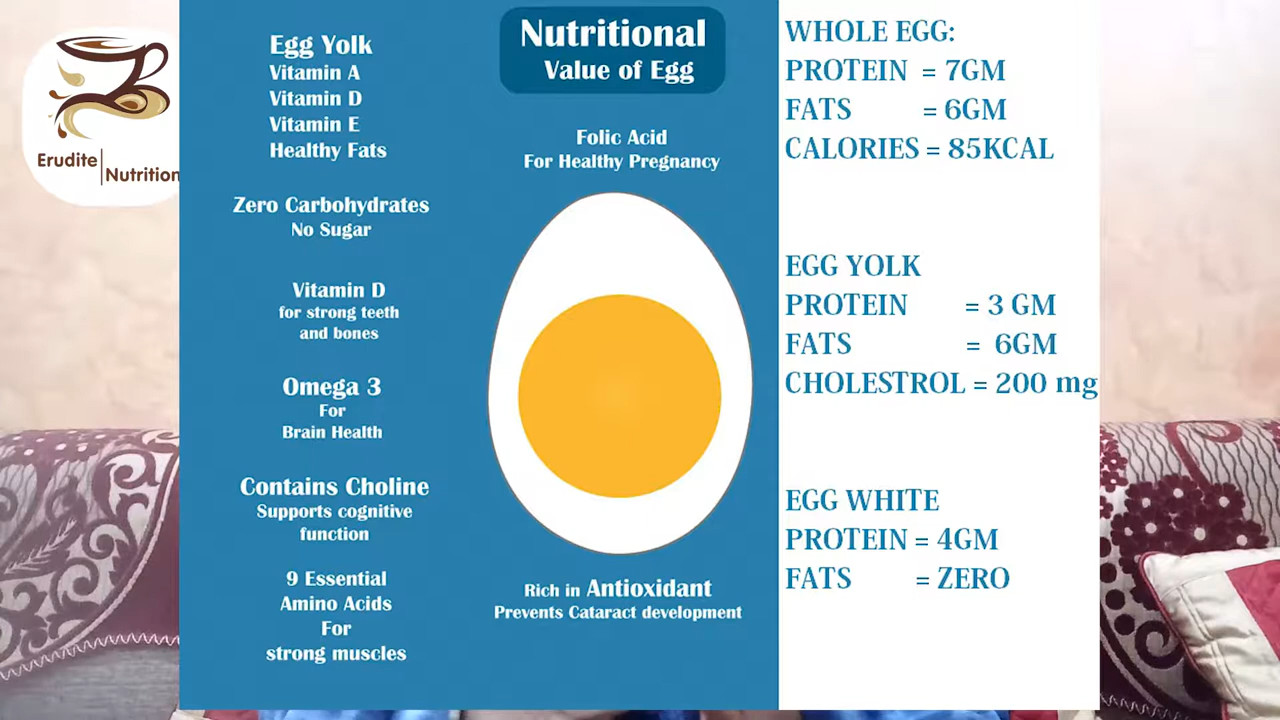 Erudite
Nutrition
Egg Yolk
Vitamin A
Vitamin D
Vitamin E
Healthy Fats
Zero Carbohydrates
No Sugar
Vitamin D
for strong teeth
and bones
Omega 3
For
Brain Health
Contains Choline
Supports cognitive
function
9 Essential
Amino Acids
For
strong muscles
Nutritional
Value of Egg
Folic Acid
For Healthy Pregnancy
Rich in Antioxidant
Prevents Cataract development
WHOLE EGG:
PROTEIN = 7GM
FATS = 6GM
CALORIES = 85KCAL
EGG YOLK
PROTEIN = 3 GM
FATS = 6GM
CHOLESTROL = 200 mg
EGG WHITE
PROTEIN = 4GM
FATS = ZERO